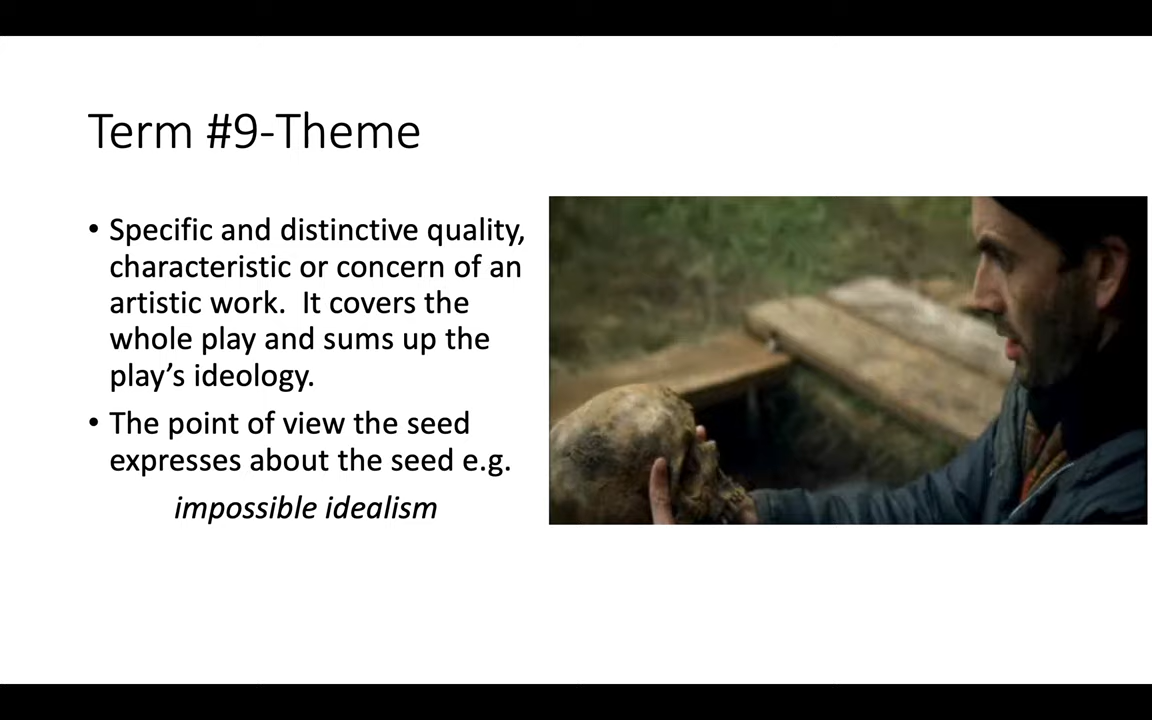 Term #9-Theme
• Specific and distinctive quality,
characteristic or concern of an
artistic work.  It covers the
whole play and sums up the
play’s ideology.
• The point of view the seed
expresses about the seed e.g.
impossible idealism